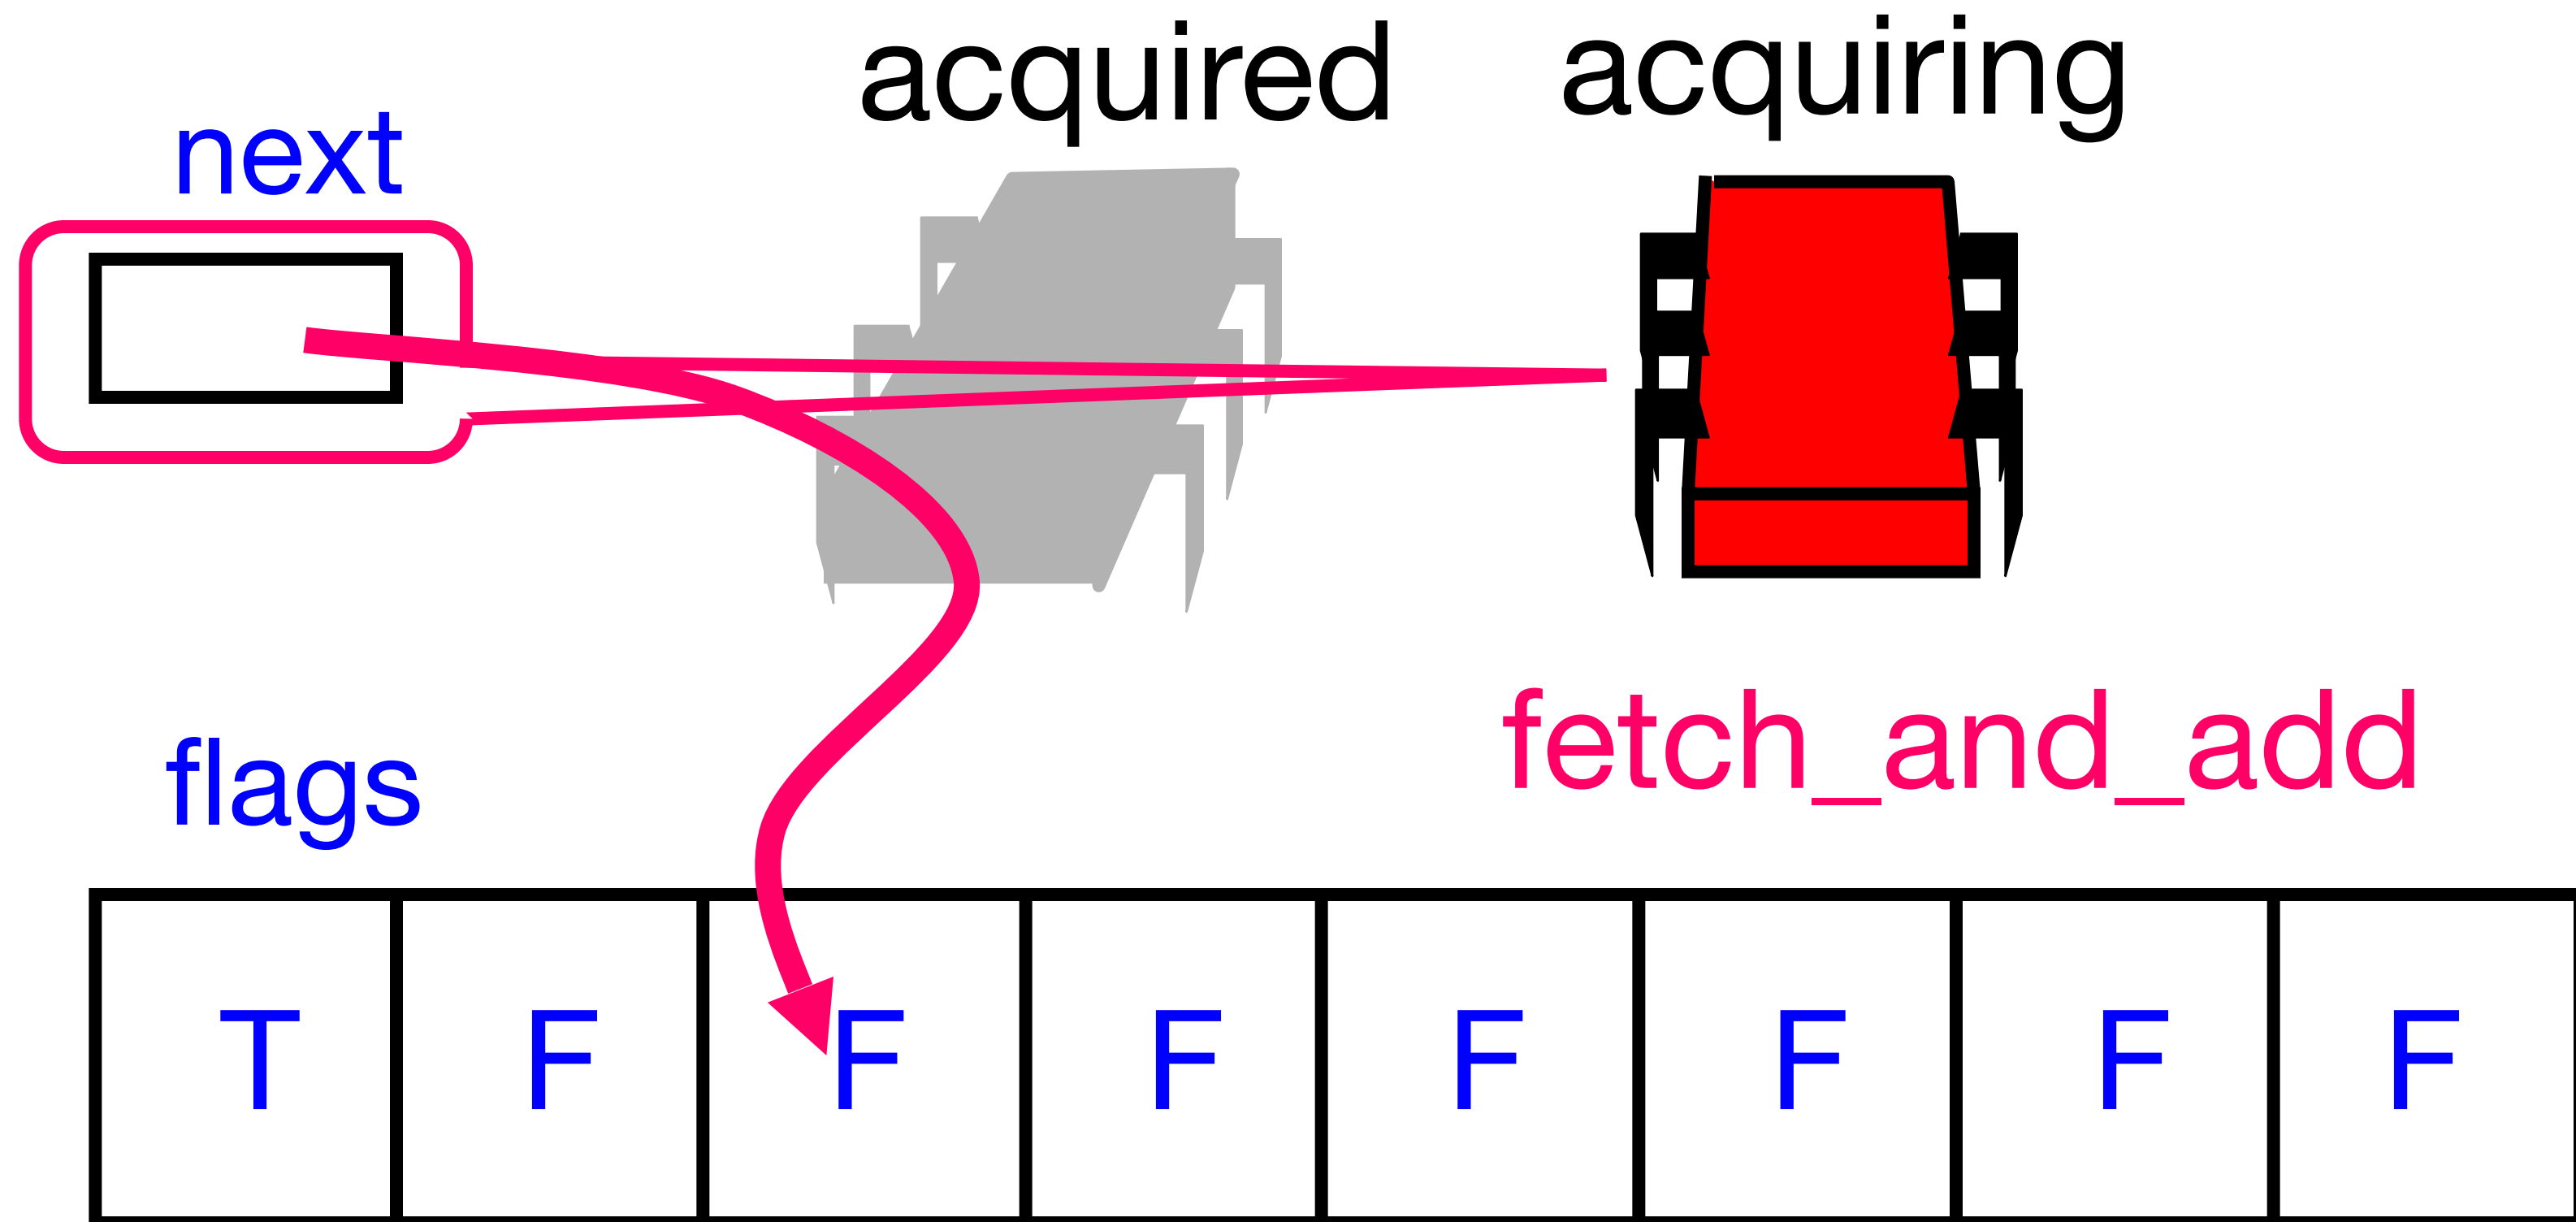 acquired acquiring
next
fetch_and_add
flags
T F F F F F F F